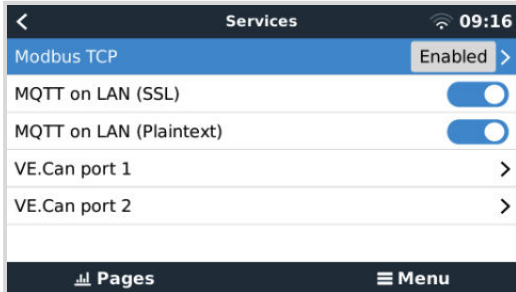 Services 09:16
Modbus TCP Enabled
MQTT on LAN (SSL)
MQTT on LAN (Plaintext)
VE.Can port 1
VE.Can port 2
Pages Menu